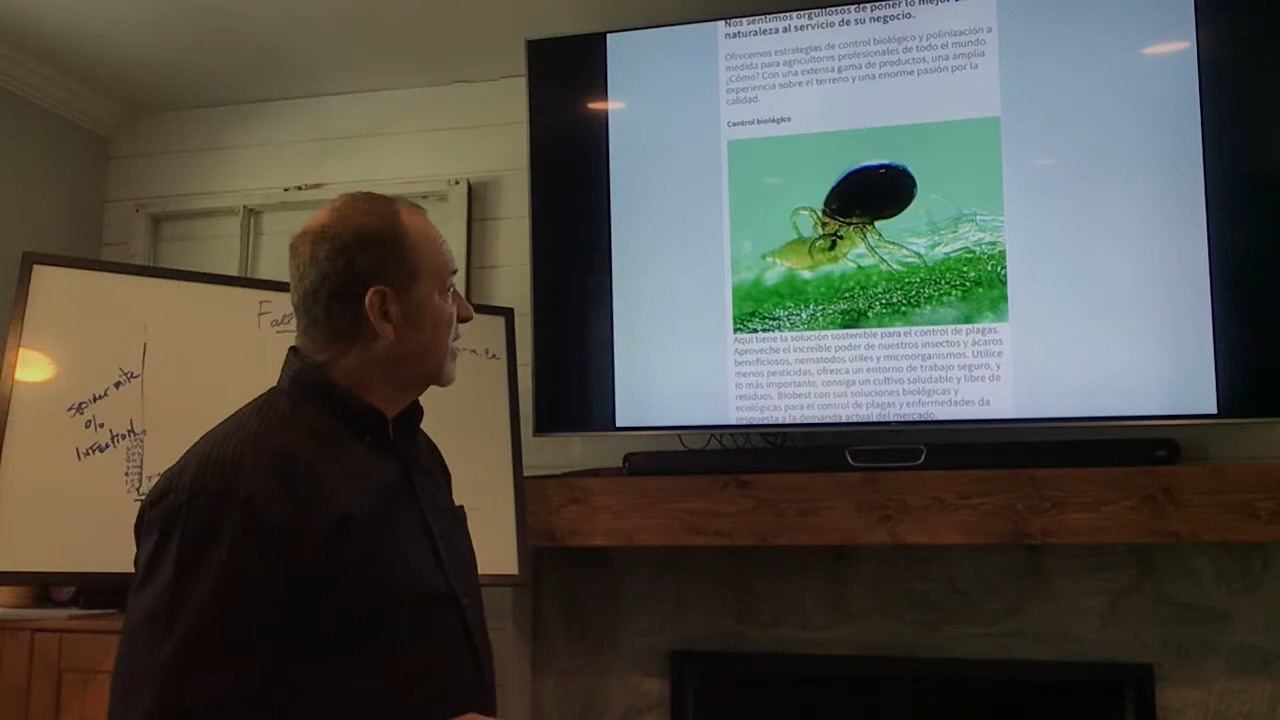 Nos sentimos orgullosos de poner lo mejor
naturaleza al servicio de su negocio.
Ofrecemos estrategias de control biológico y polinización a
medida para agricultores profesionales de todo el mundo.
¿Cómo? Con una extensa gama de productos, una amplia
experiencia sobre el terreno y una enorme pasión por la
calidad.
Control biológico
Aquí tiene la solución sostenible para el control de plagas.
Aproveche el increíble poder de nuestros insectos y ácaros
beneficiosos, nematodos útiles y microorganismos. Utilice
menos pesticidas, ofrezca un entorno de trabajo seguro, y
lo más importante, consiga un cultivo saludable y libre de
residuos. Biobest con sus soluciones biológicas y
ecológicas para el control de plagas y enfermedades da
respuesta a la demanda actual del mercado.
Spider mite
%
INFECTION